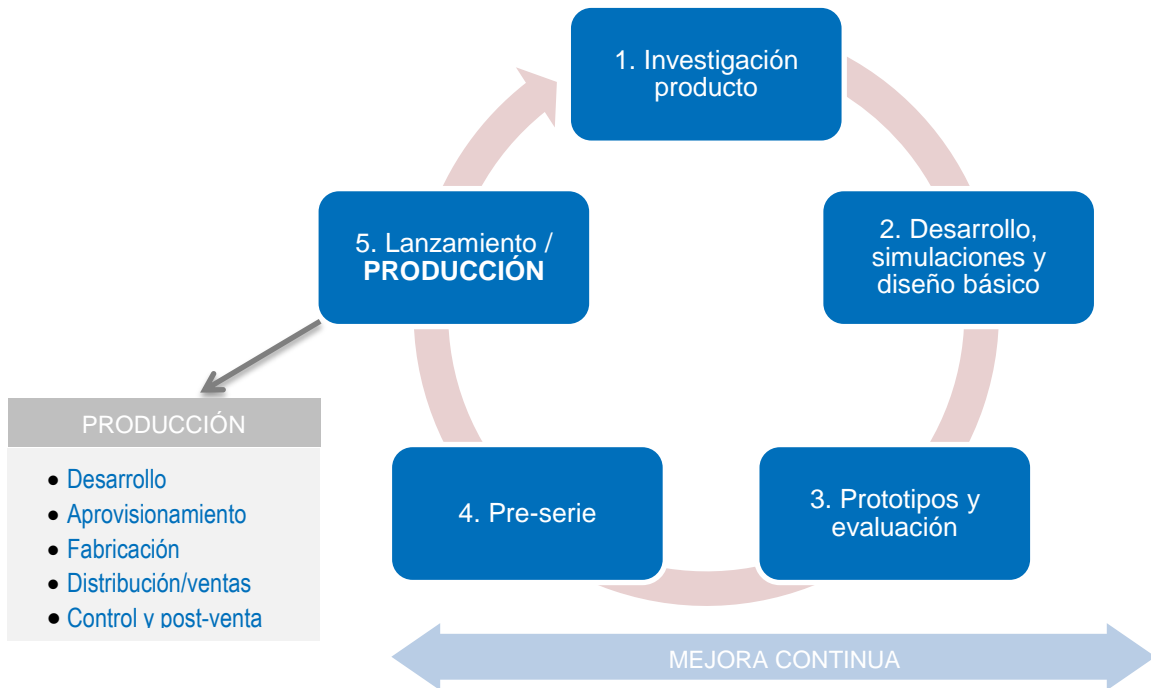 1. Investigación
producto
2. Desarrollo,
simulaciones y
diseño básico
3. Prototipos y
evaluación
4. Pre-serie
5. Lanzamiento /
PRODUCCIÓN
PRODUCCIÓN
• Desarrollo
• Aprovisionamiento
• Fabricación
• Distribución/ventas
• Control y post-venta
MEJORA CONTINUA